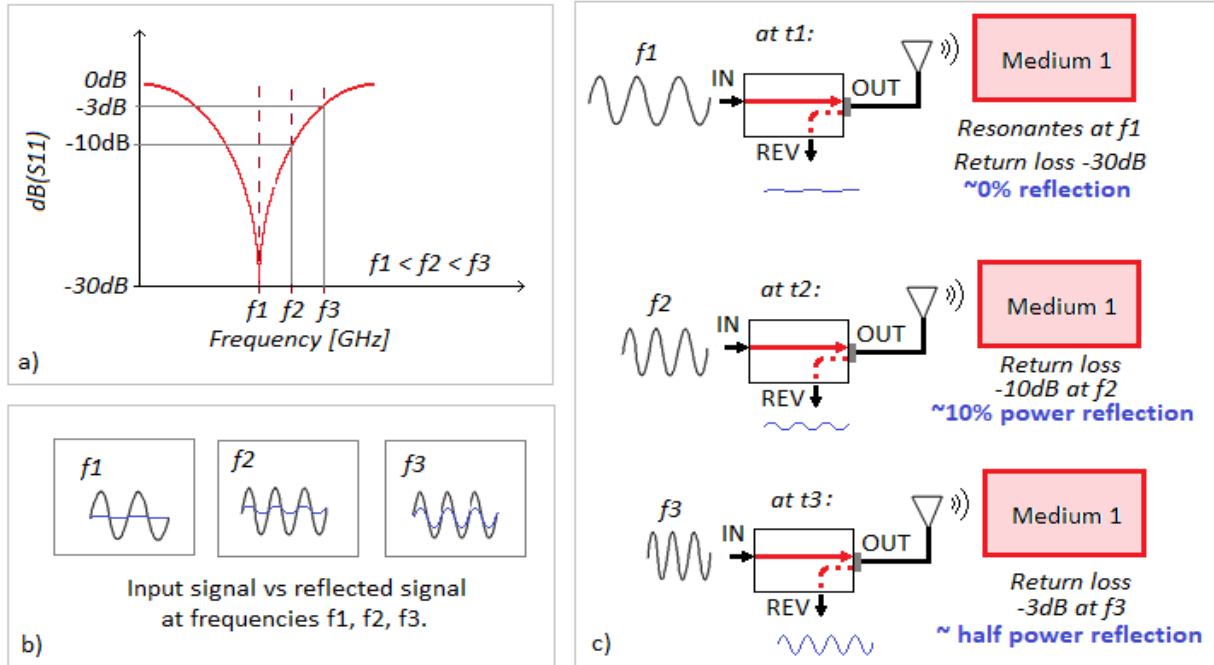 0dB
-3dB
-10dB
-30dB
dB(S11)
f1 < f2 < f3
f1 f2 f3
Frequency [GHz]
a)
f1
f2
f3
Input signal vs reflected signal
at frequencies f1, f2, f3.
b)
f1
at t1:
IN
OUT
REV
Medium 1
Resonantes at f1
Return loss -30dB
~0% reflection
f2
at t2:
IN
OUT
REV
Medium 1
Return loss
-10dB at f2
~10% power reflection
f3
at t3:
IN
OUT
REV
Medium 1
Return loss
-3dB at f3
~ half power reflection
c)